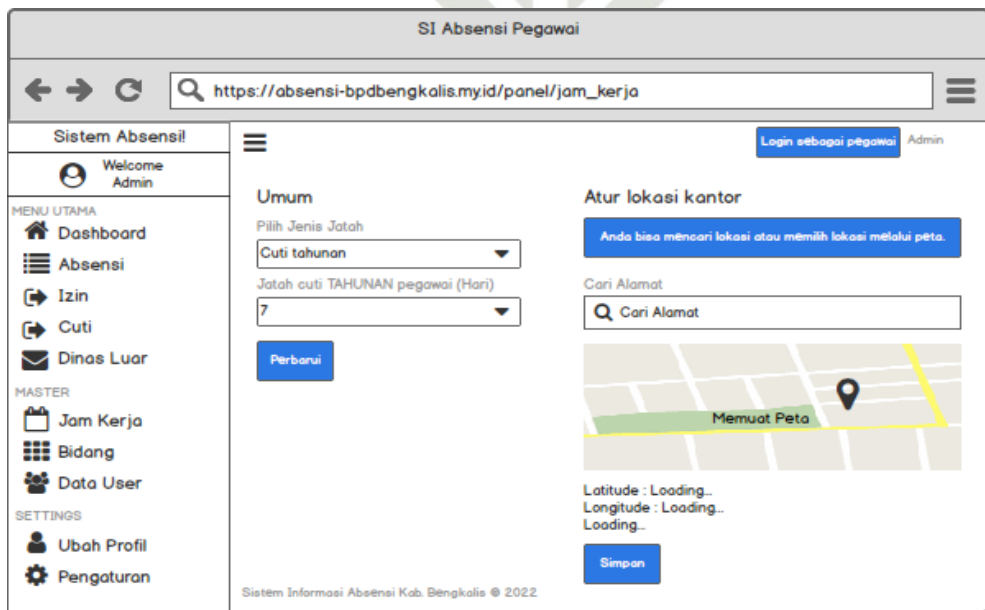 SI Absensi Pegawai
https://absensi-bpdbengkalis.my.id/panel/jam_kerja
Sistem Absensi!
Welcome
Admin
MENU UTAMA
Dashboard
Absensi
Izin
Cuti
Dinas Luar
MASTER
Jam Kerja
Bidang
Data User
SETTINGS
Ubah Profil
Pengaturan
Login sebagai pegawai
Admin
Umum
Pilih Jenis Jatah
Cuti tahunan
Jatah cuti TAHUNAN pegawai (Hari)
7
Perbarui
Atur lokasi kantor
Anda bisa mencari lokasi atau memilih lokasi melalui peta.
Cari Alamat
Cari Alamat
Memuat Peta
Latitude : Loading...
Longitude : Loading...
Loading...
Simpan
Sistem Informasi Absensi Kab. Bengkalis © 2022